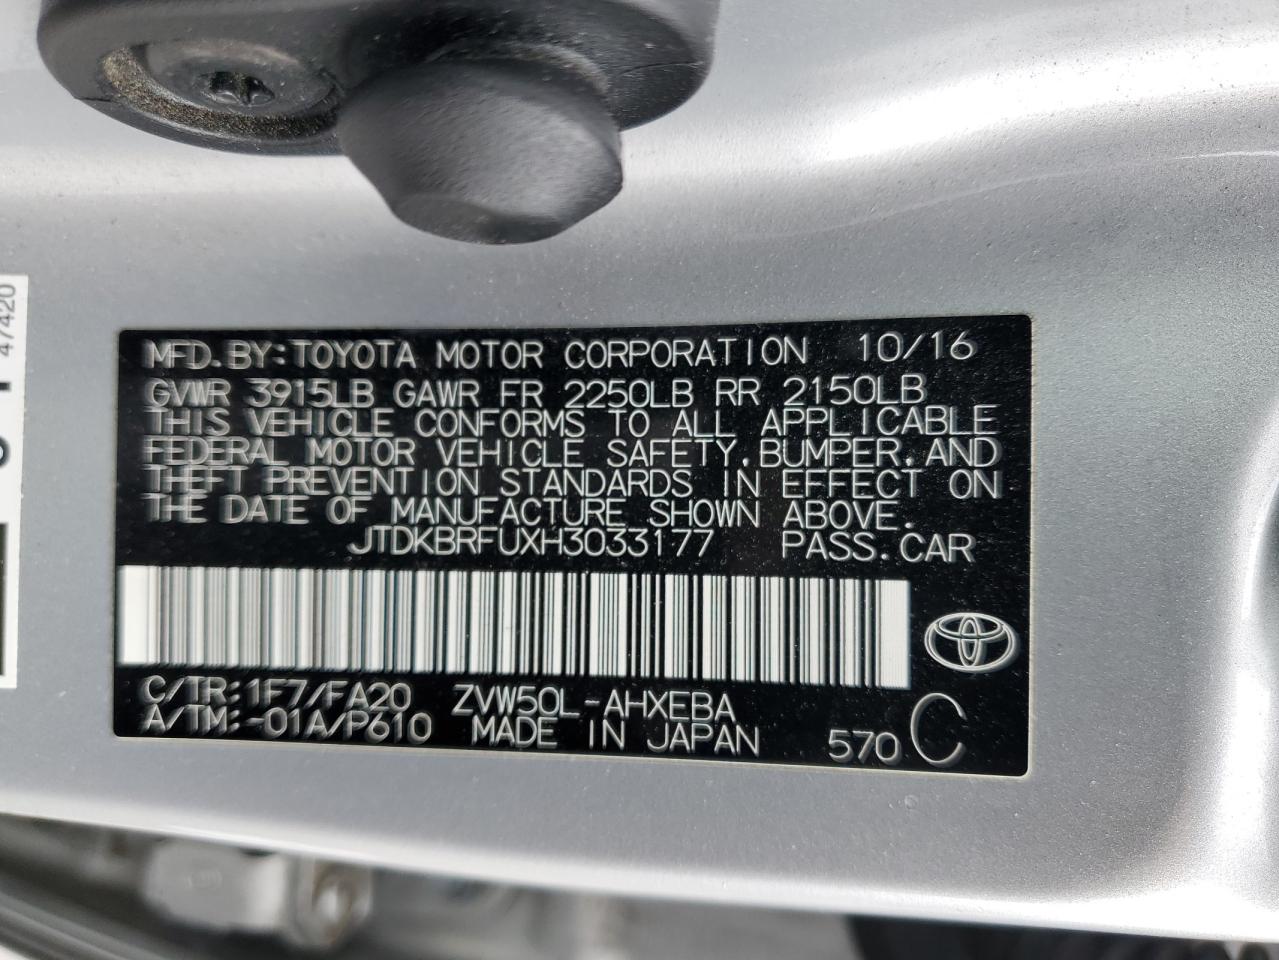 MFD. BY: TOYOTA MOTOR CORPORATION 10/16
GVWR 3915LB GAWR FR 2250LB RR 2150LB
THIS VEHICLE CONFORMS TO ALL APPLICABLE
FEDERAL MOTOR VEHICLE SAFETY, BUMPER, AND
THEFT PREVENTION STANDARDS IN EFFECT ON
THE DATE OF MANUFACTURE SHOWN ABOVE.
JTDKBRFUXH3033177 PASS. CAR
C/TR: 1F7/FA20 ZVW50L-AHXEBA
A/TM: -01A/P610 MADE IN JAPAN 570 C
47420